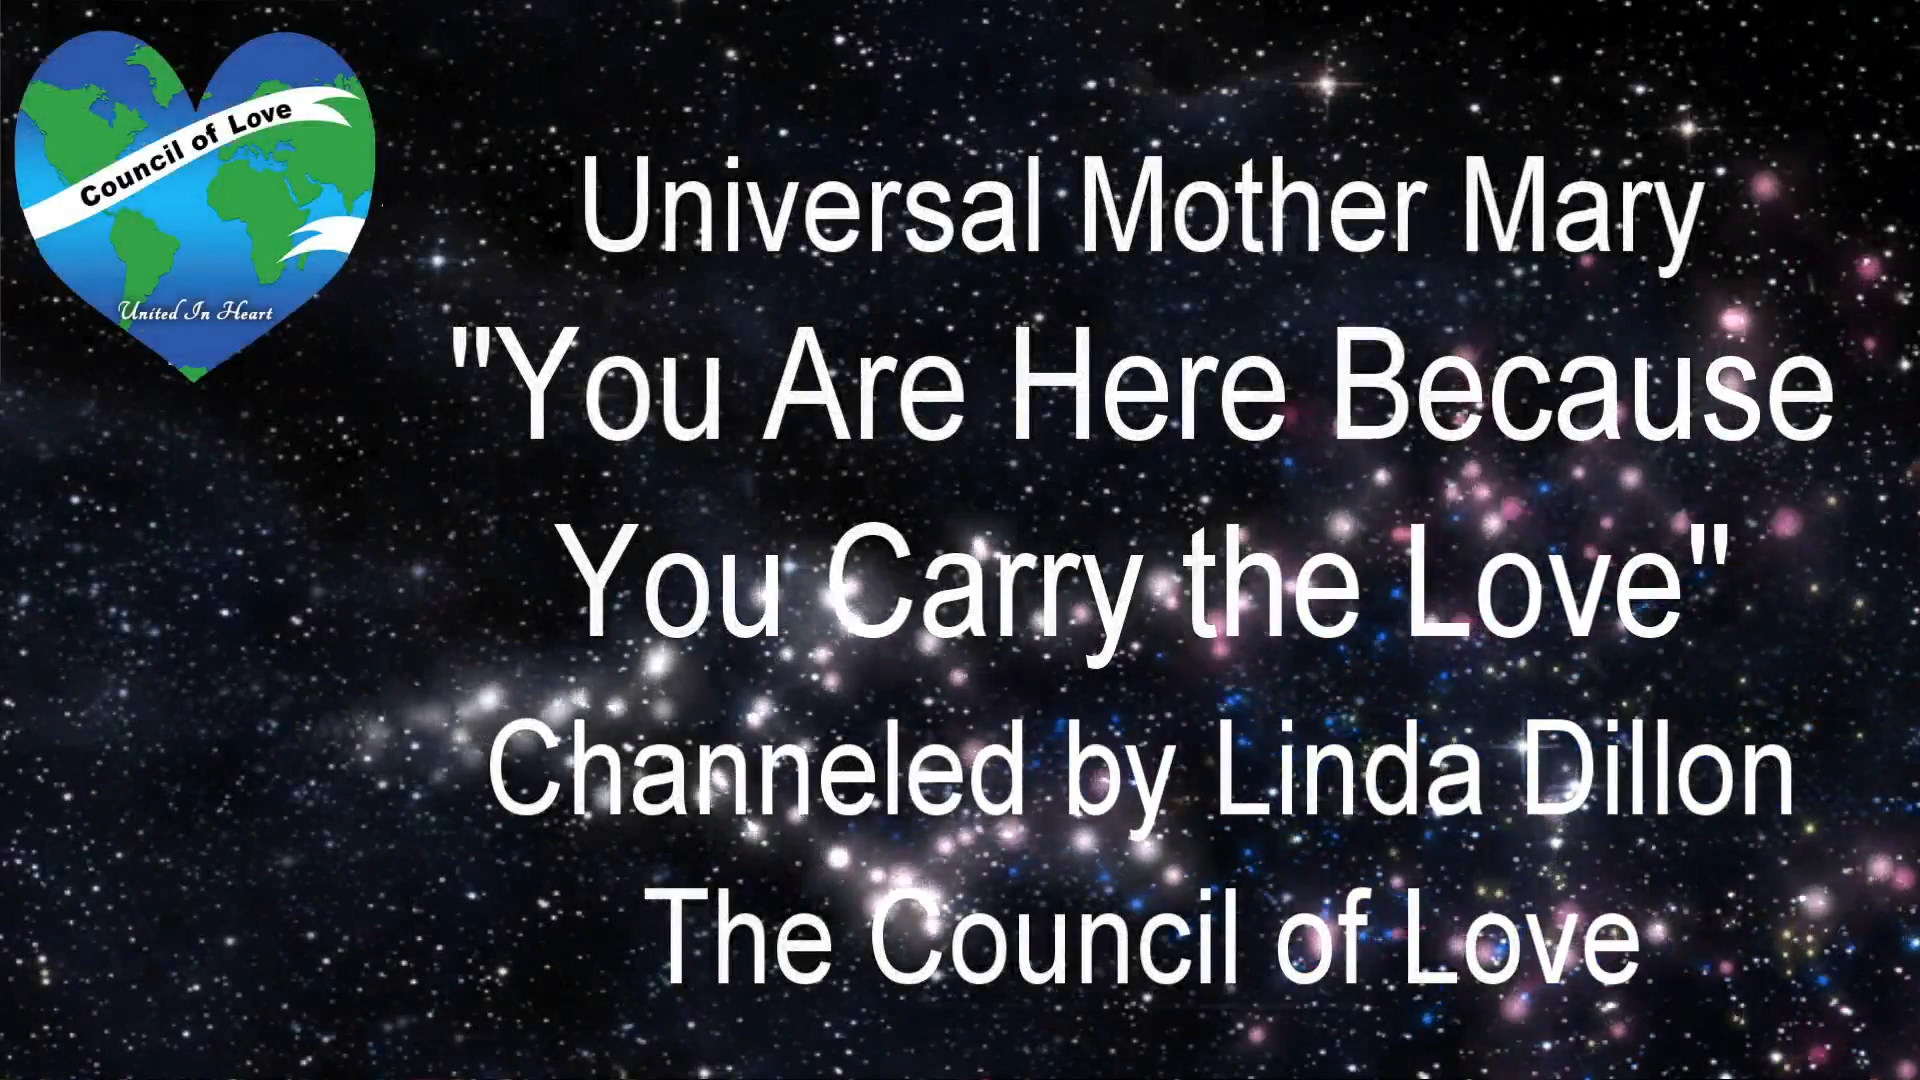 Council of Love
United In Heart
Universal Mother Mary
"You Are Here Because
You Carry the Love"
Channeled by Linda Dillon
The Council of Love